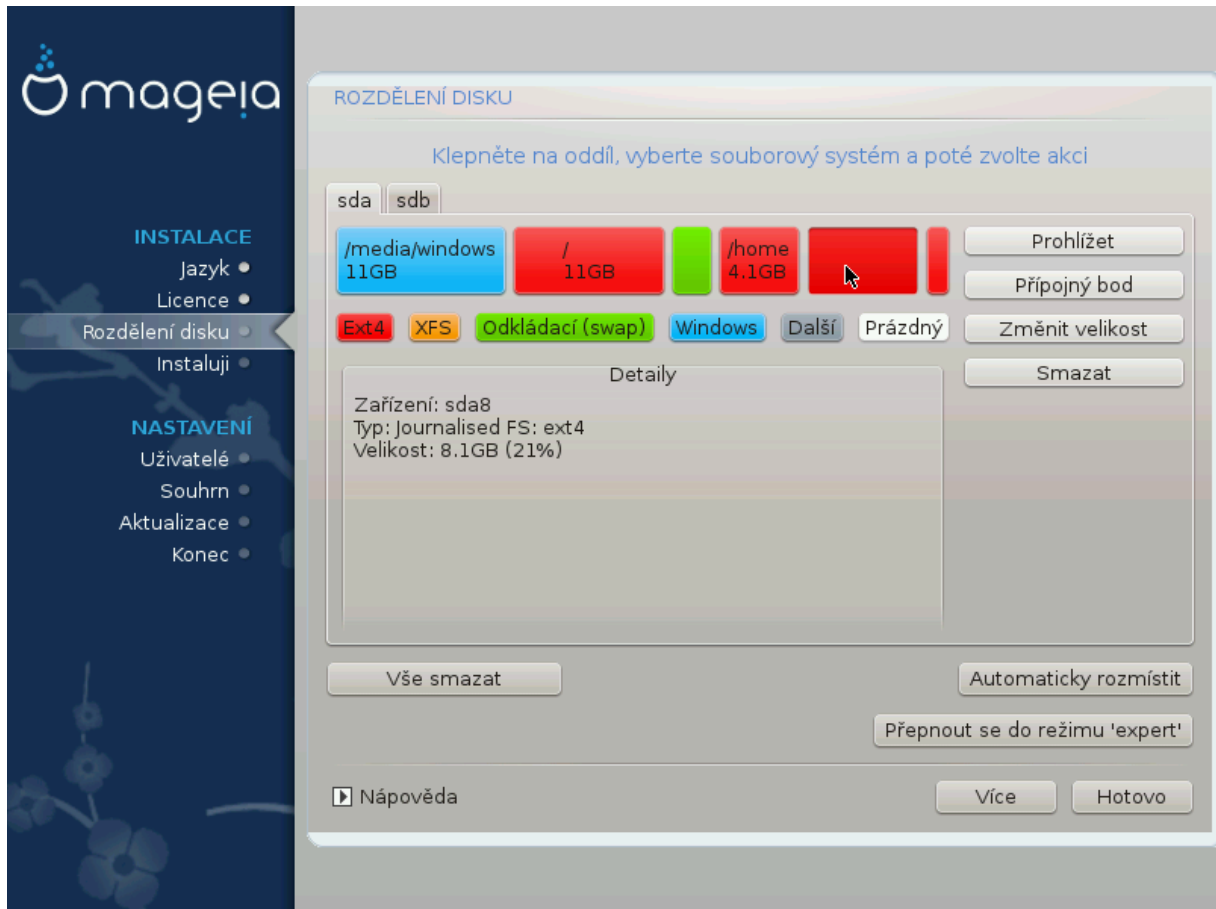 mageia
INSTALACE
Jazyk
Licence
Rozdělení disku
Instaluji
NASTAVENÍ
Uživatelé
Souhrn
Aktualizace
Konec
ROZDĚLENÍ DISKU
Klepněte na oddíl, vyberte souborový systém a poté zvolte akci
sda sdb
/media/windows
11GB
/
11GB
/home
4.1GB
Prohlížet
Přípojný bod
Změnit velikost
Smazat
Ext4 XFS Odkládací (swap) Windows Další Prázdný
Detaily
Zařízení: sda8
Typ: Journalised FS: ext4
Velikost: 8.1GB (21%)
Vše smazat
Automaticky rozmístit
Přepnout se do režimu 'expert'
Nápověda
Více
Hotovo